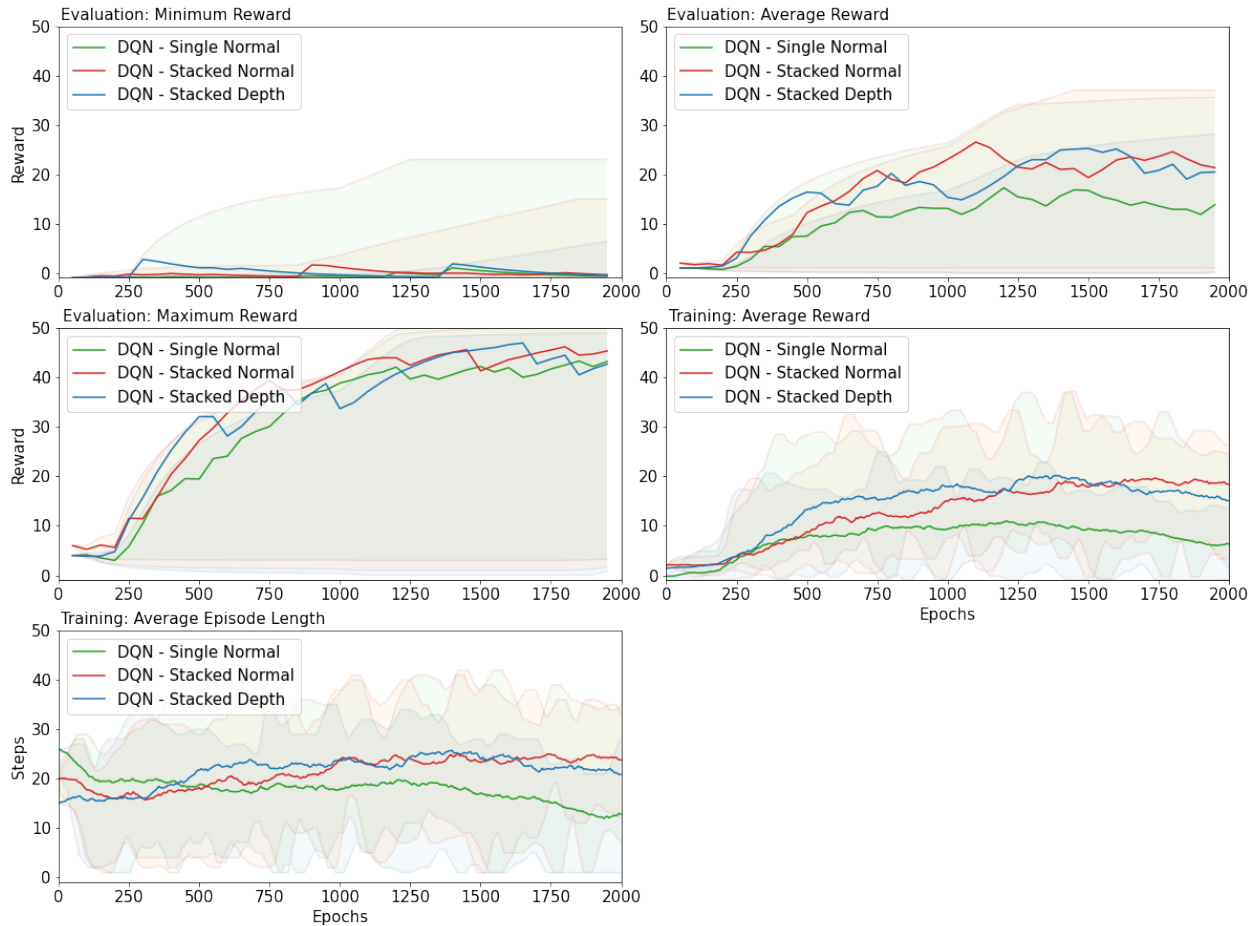 Evaluation: Minimum Reward
50
40
30
20
10
0
Reward
DQN - Single Normal
DQN - Stacked Normal
DQN - Stacked Depth
0 250 500 750 1000 1250 1500 1750 2000
Evaluation: Average Reward
50
40
30
20
10
0
DQN - Single Normal
DQN - Stacked Normal
DQN - Stacked Depth
0 250 500 750 1000 1250 1500 1750 2000
Evaluation: Maximum Reward
50
40
30
20
10
0
Reward
DQN - Single Normal
DQN - Stacked Normal
DQN - Stacked Depth
0 250 500 750 1000 1250 1500 1750 2000
Training: Average Reward
50
40
30
20
10
0
DQN - Single Normal
DQN - Stacked Normal
DQN - Stacked Depth
0 250 500 750 1000 1250 1500 1750 2000
Epochs
Training: Average Episode Length
50
40
30
20
10
0
Steps
DQN - Single Normal
DQN - Stacked Normal
DQN - Stacked Depth
0 250 500 750 1000 1250 1500 1750 2000
Epochs